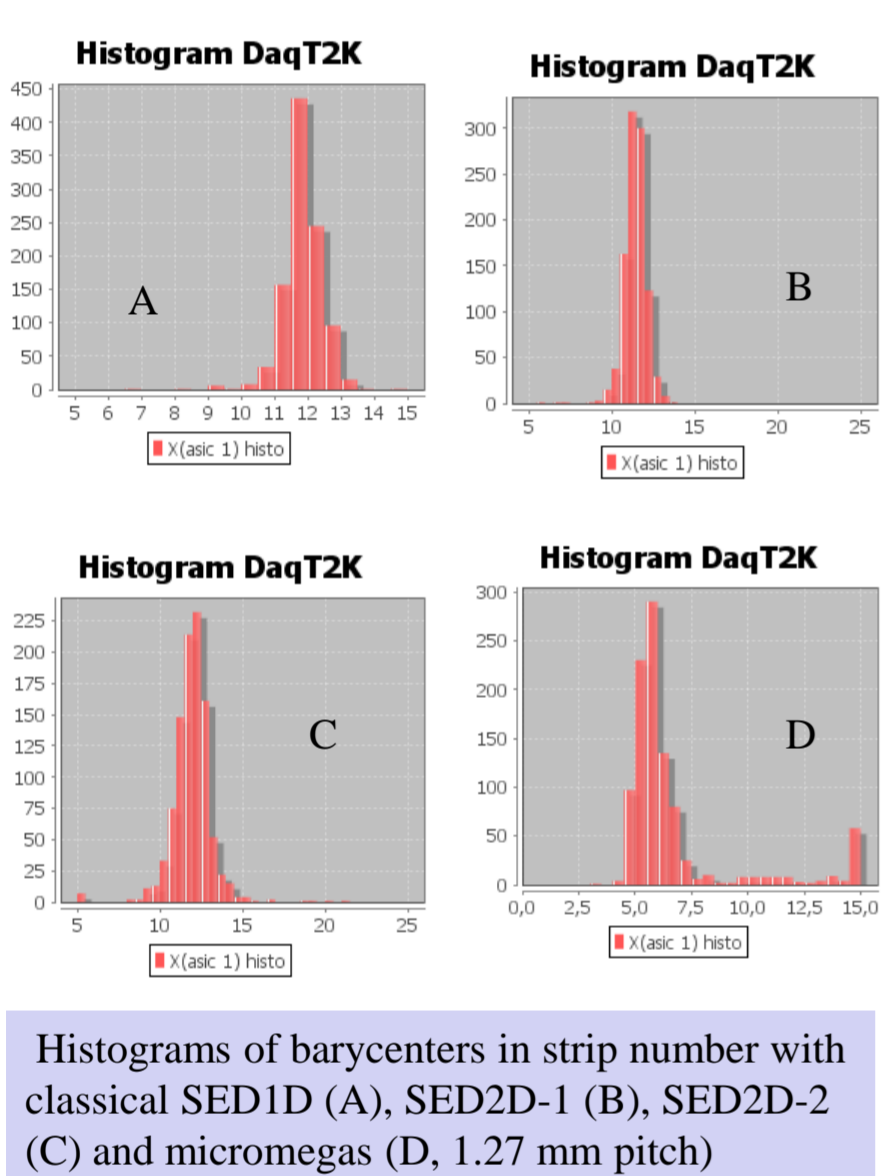 Histogram DaqT2K
450
400
350
300
250
200
150
100
50
0
A
5 6 7 8 9 10 11 12 13 14 15
X(asic 1) histo
Histogram DaqT2K
300
250
200
150
100
50
0
B
5 10 15 20 25
X(asic 1) histo
Histogram DaqT2K
225
200
175
150
125
100
75
50
25
0
C
5 10 15 20 25
X(asic 1) histo
Histogram DaqT2K
300
250
200
150
100
50
0
D
0,0 2,5 5,0 7,5 10,0 12,5 15,0
X(asic 1) histo
Histograms of barycenters in strip number with
classical SED1D (A), SED2D-1 (B), SED2D-2
(C) and micromegas (D, 1.27 mm pitch)